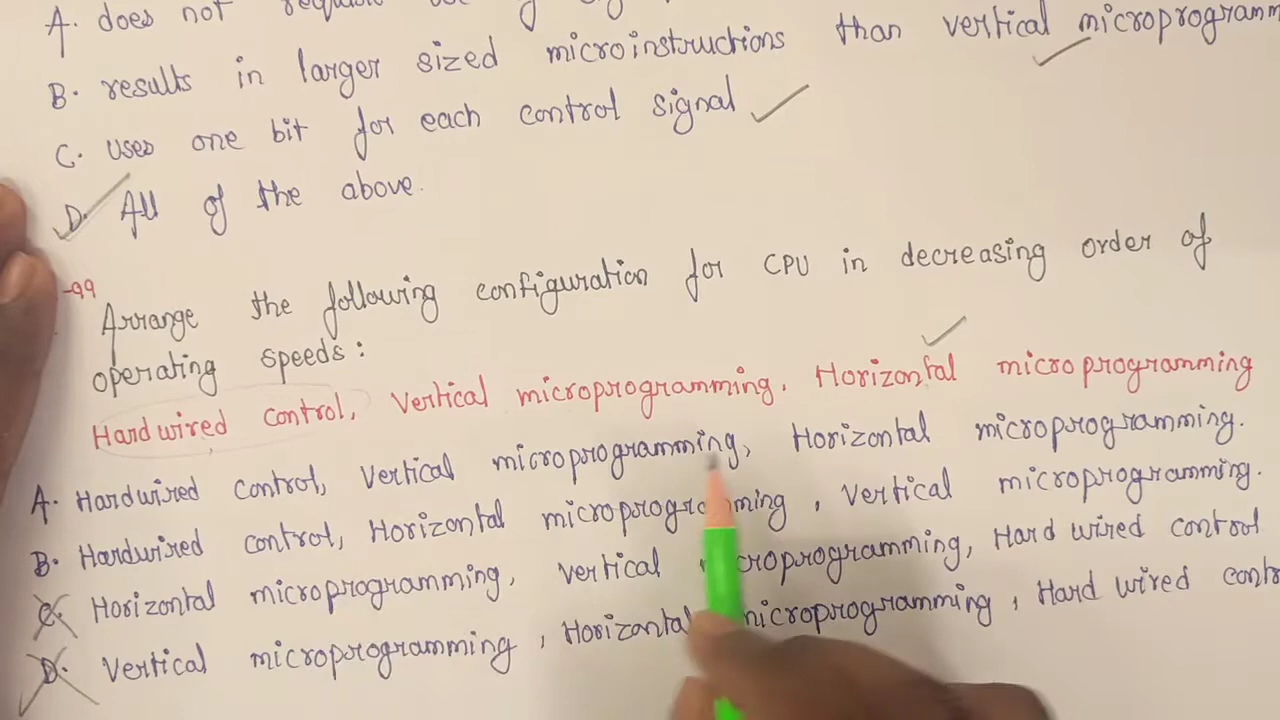 A. does not
B. results in larger sized microinstructions than vertical
C. uses one bit for each control signal
D. All of the above.
-99
Arrange the following configuration for CPU in decreasing order of
operating speeds:
Hardwired control, Vertical microprogramming, Horizontal microprogramming
A. Hardwired control, Vertical microprogramming, Horizontal microprogramming.
B. Hardwired control, Horizontal microprogramming, Vertical microprogramming.
C. Horizontal microprogramming, Vertical microprogramming, Hard wired control
D. Vertical microprogramming, Horizontal microprogramming, Hard wired